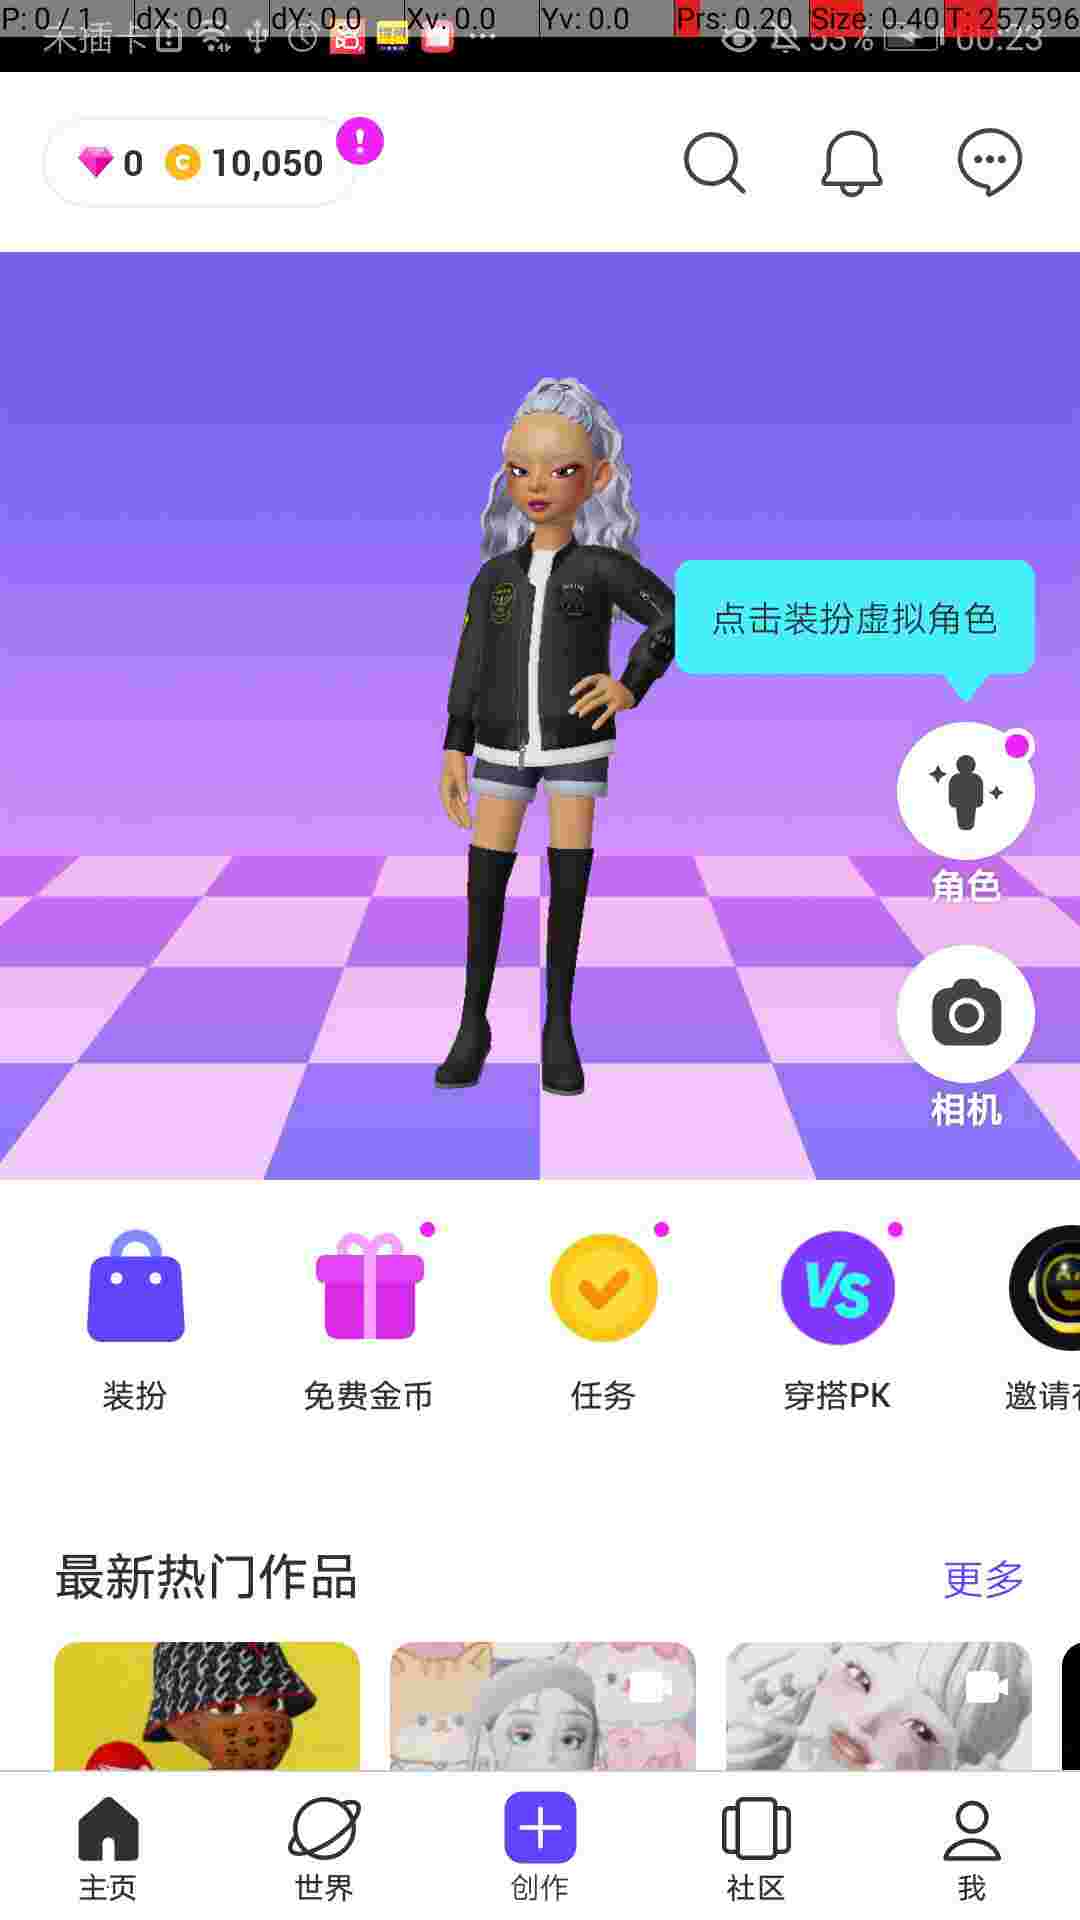 P: 0 / 1 dX: 0.0 dY: 0.0 Xv: 0.0 Yv: 0.0 Prs: 0.20 Size: 0.40 T: 257596
未插卡 53% 00:23
0 10,050
点击装扮虚拟角色
角色
相机
装扮 免费金币 任务 穿搭PK 邀请
最新热门作品 更多
主页 世界 创作 社区 我